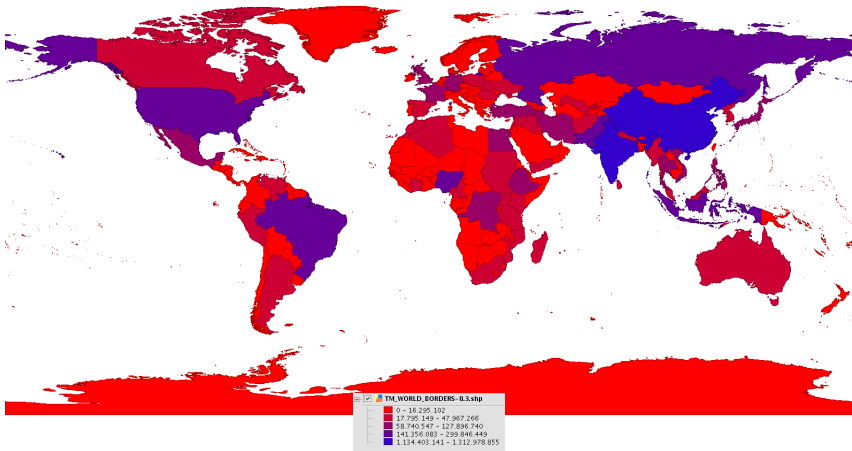 TM_WORLD_BORDERS-0.3.shp
0 - 16.295.102
17.795.149 - 47.967.266
58.740.547 - 127.896.740
141.356.083 - 299.846.449
1.134.403.141 - 1.312.978.855